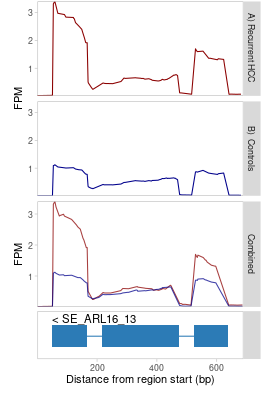 3
2
1
FPM
A) Recurrent HCC
3
2
1
B) Controls
3
2
1
FPM
Combined
< SE_ARL16_13
200 400 600
Distance from region start (bp)